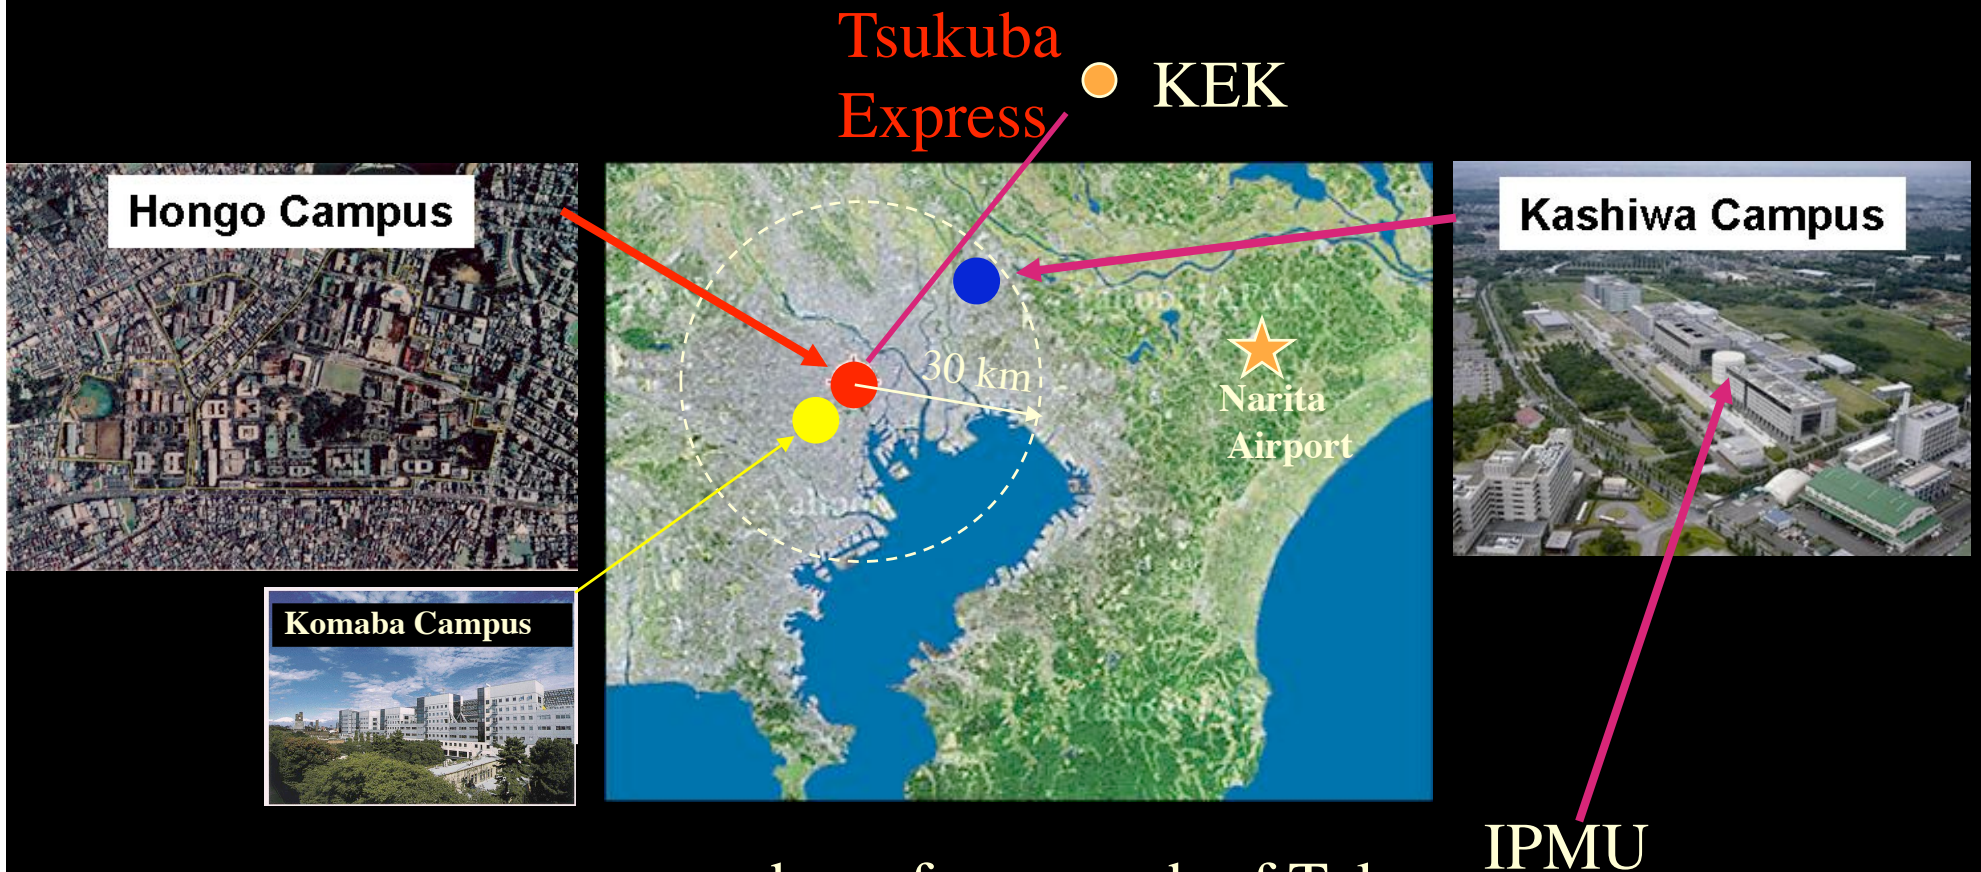 Tsukuba
Express
KEK
Hongo Campus
Kashiwa Campus
30 km
Narita
Airport
Komaba Campus
IPMU